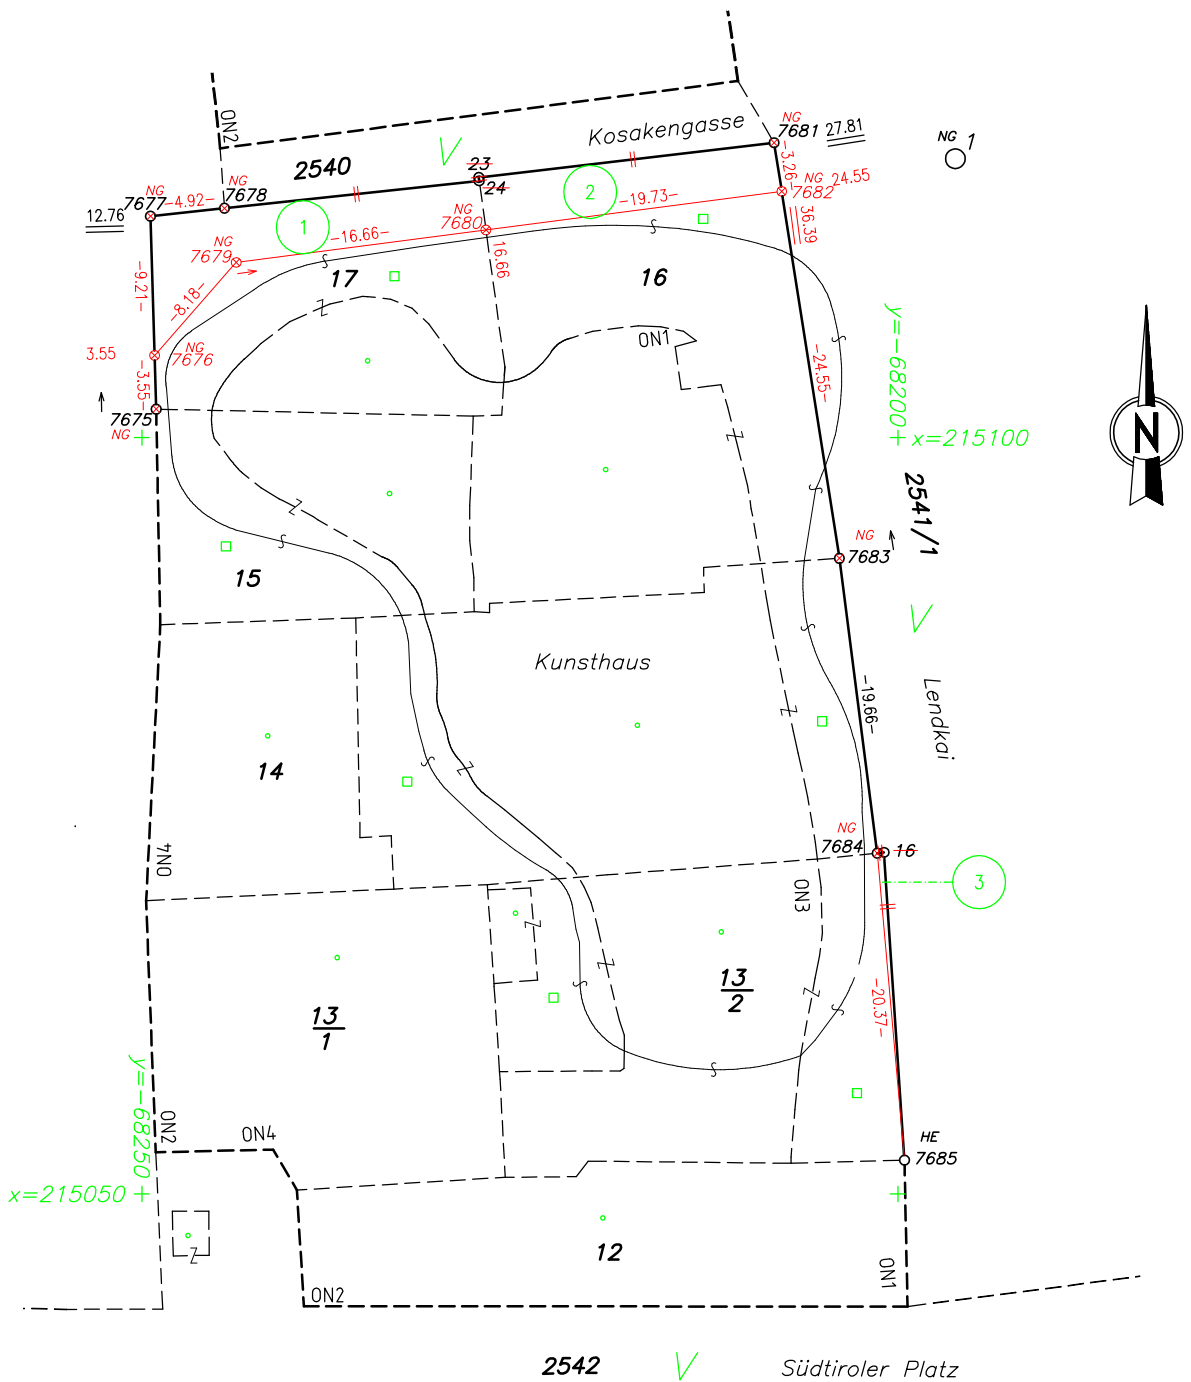 ON2
Kosakengasse
NG
7681
27.81
NG 1
2540
V
23
24
-3.26-
NG
7682
24.55
NG
7677
-4.92-
NG
7678
2
-19.73-
36.39
12.76
1
NG
7680
NG
7679
-16.66-
16.66
17
16
-9.21-
-8.18-
ON1
3.55
NG
7676
-3.55-
-24.55-
y=-68200
7675
NG
x=215100
N
2541/1
NG
7683
15
V
Kunsthaus
Lendkai
-19.66-
14
NG
7684
16
ON4
ON3
3
13
2
13
1
-20.37-
y=-68250
ON2
ON4
HE
7685
x=215050
12
ON1
ON2
2542
V
Südtiroler Platz